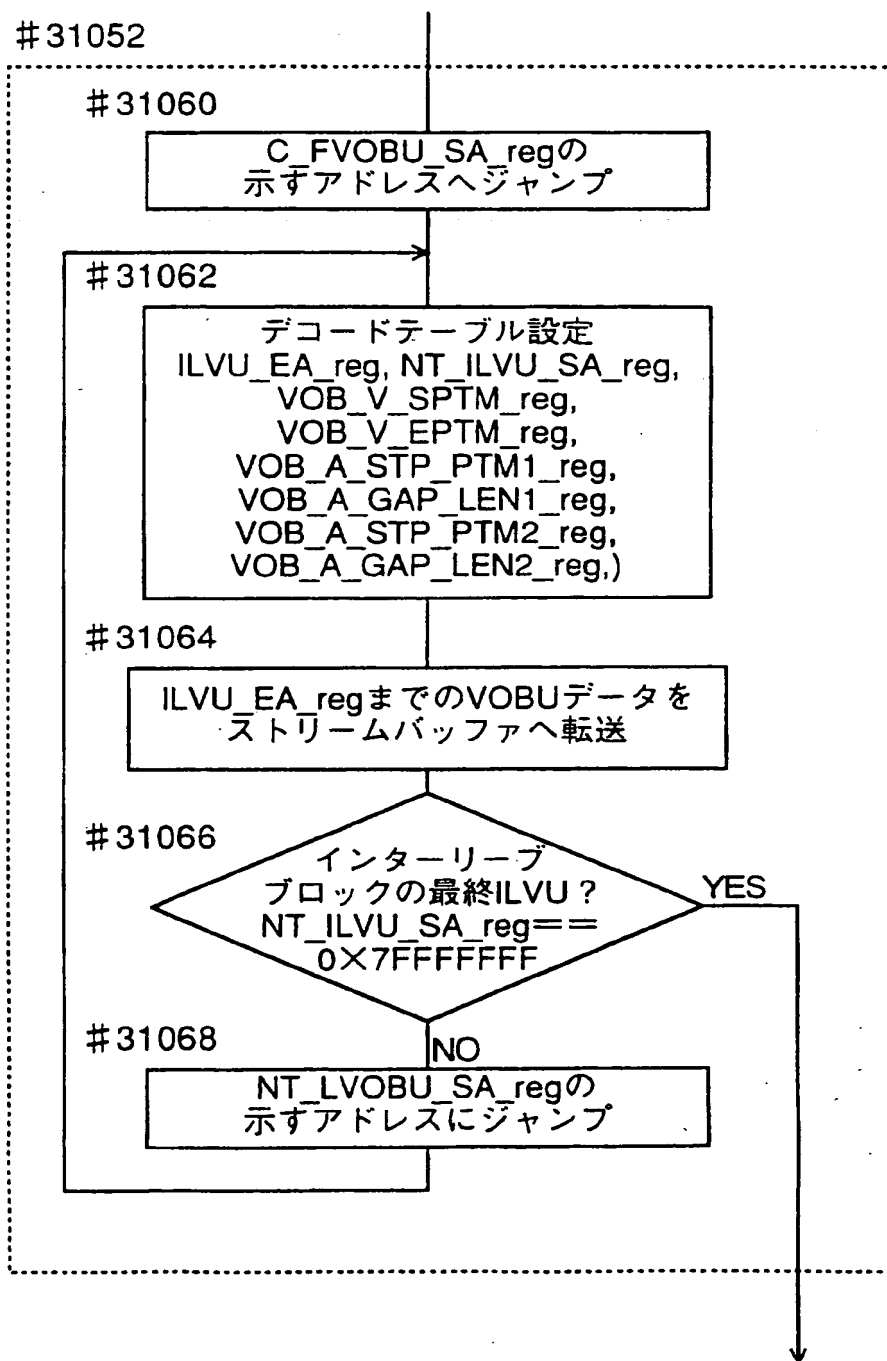 #31052
#31060
C_FVOBU_SA_regの
示すアドレスへジャンプ
#31062
デコードテーブル設定
ILVU_EA_reg, NT_ILVU_SA_reg,
VOB_V_SPTM_reg,
VOB_V_EPTM_reg,
VOB_A_STP_PTM1_reg,
VOB_A_GAP_LEN1_reg,
VOB_A_STP_PTM2_reg,
VOB_A_GAP_LEN2_reg,)
#31064
ILVU_EA_regまでのVOBUデータを
ストリームバッファへ転送
#31066
インターリーブ
ブロックの最終ILVU？
NT_ILVU_SA_reg==
0×7FFFFFFF
YES
#31068
NO
NT_LVOBU_SA_regの
示すアドレスにジャンプ